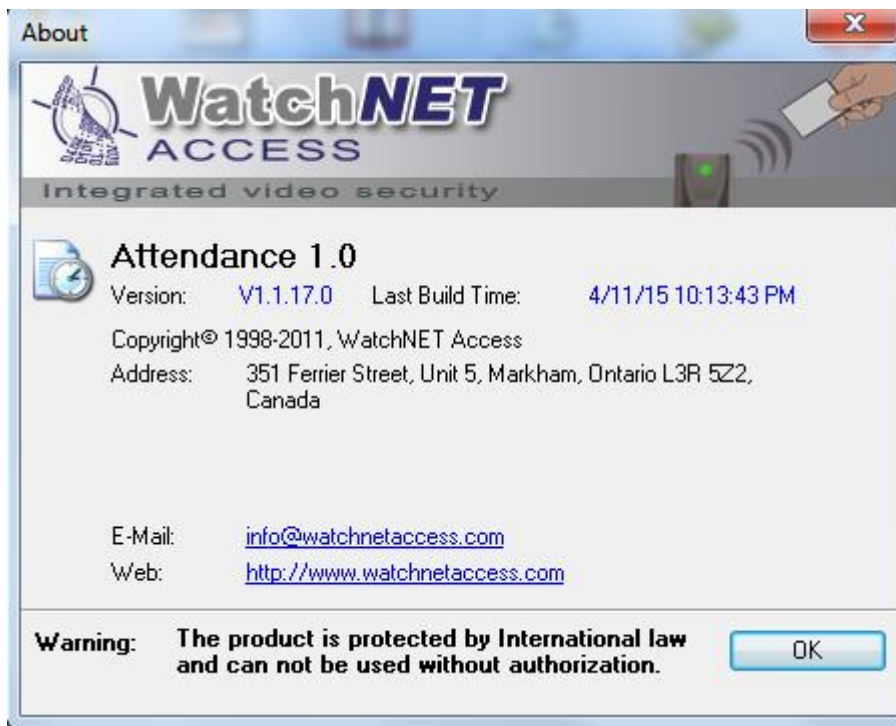 About
WatchNET
ACCESS
Integrated video security
Attendance 1.0
Version: V1.1.17.0 Last Build Time: 4/11/15 10:13:43 PM
Copyright© 1998-2011, WatchNET Access
Address: 351 Ferrier Street, Unit 5, Markham, Ontario L3R 5Z2,
Canada
E-Mail: info@watchnetaccess.com
Web: http://www.watchnetaccess.com
Warning: The product is protected by International law
and can not be used without authorization.
OK